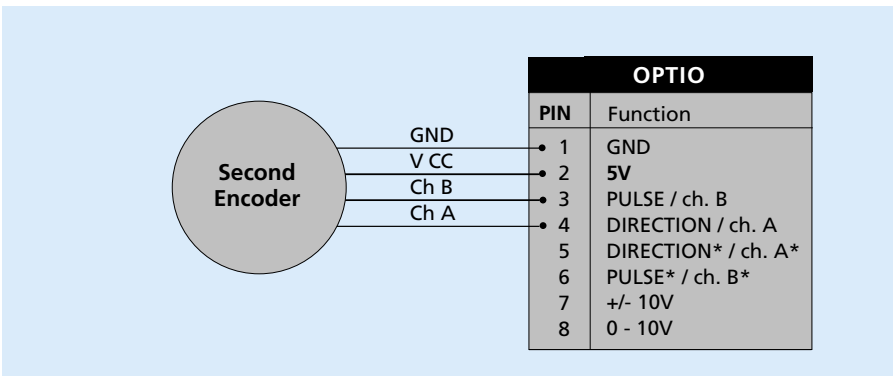 OPTIO
PIN Function
GND 1 GND
V CC 2 5V
Ch B 3 PULSE / ch. B
Ch A 4 DIRECTION / ch. A
5 DIRECTION* / ch. A*
6 PULSE* / ch. B*
7 +/- 10V
8 0 - 10V
Second
Encoder